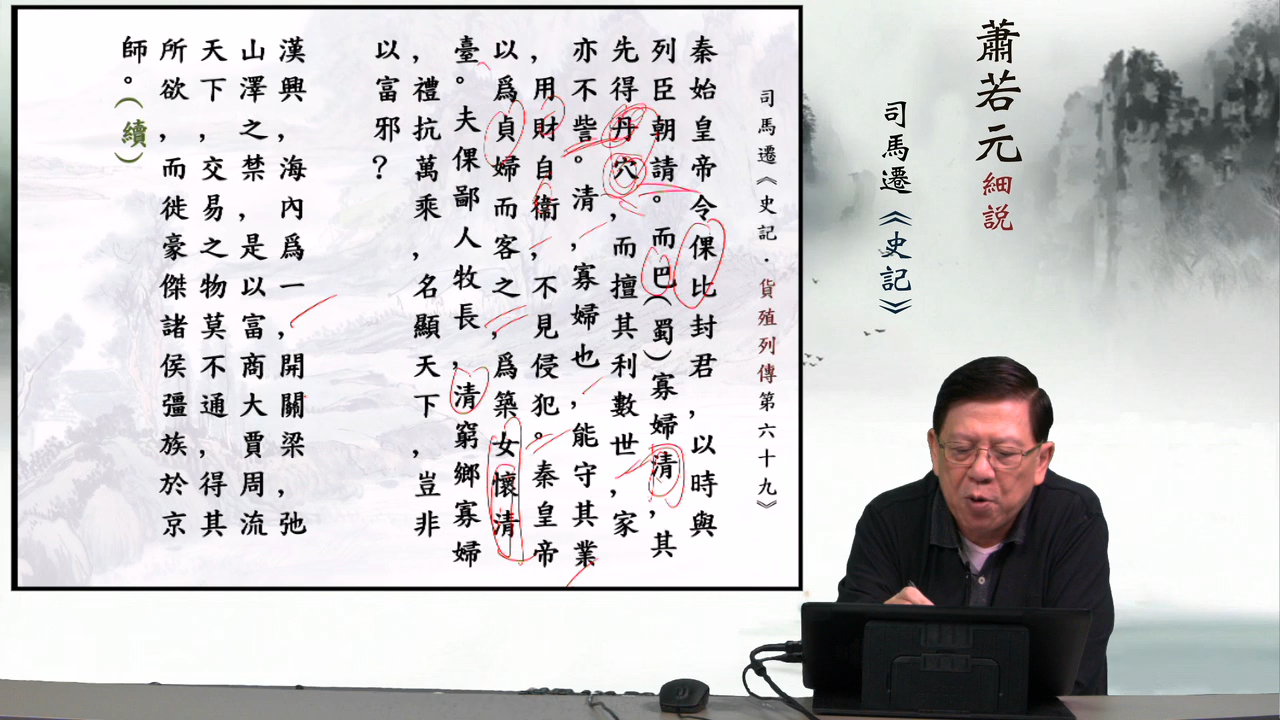 蕭若元細説
司馬遷《史記》
司馬遷《史記·貨殖列傳第六十九》
秦始皇帝令倮比封君,以時與
列臣朝請。而巴(蜀)寡婦清,其
先得丹穴,而擅其利數世,家
亦不訾。清,寡婦也,能守其業
,用財自衞,不見侵犯。秦皇帝
以爲貞婦而客之,爲築女懷清
臺。夫倮鄙人牧長,清窮鄉寡婦
,禮抗萬乘,名顯天下,豈非
以富邪?
漢興,海內爲一,開關梁,弛
山澤之禁,是以富商大賈周流
天下,交易之物莫不通,得其
所欲,而徙豪傑諸侯彊族於京
師。(續)